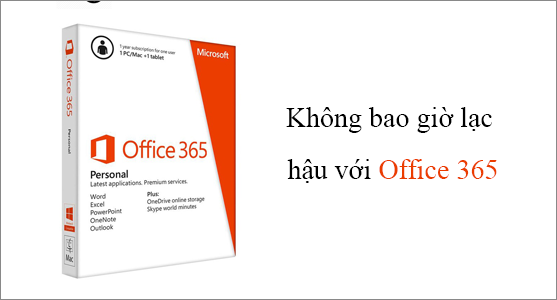 Office 365
Personal
Mac
1 year subscription for one user
1 PC/Mac +1 tablet
Microsoft
Office 365
Personal
Latest applications. Premium services.
Word
Excel
PowerPoint
OneNote
Outlook
Plus:
OneDrive online storage
Skype world minutes
Không bao giờ lạc
hậu với Office 365